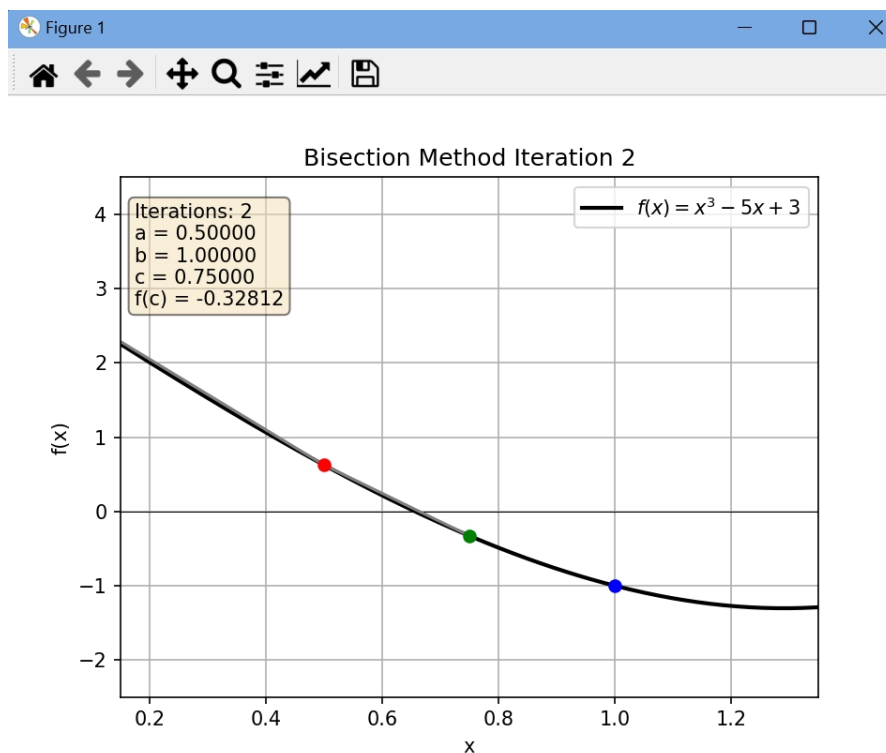 Figure 1
Bisection Method Iteration 2
Iterations: 2
a = 0.50000
b = 1.00000
c = 0.75000
f(c) = -0.32812
f(x) = x³ − 5x + 3
4
3
2
1
0
−1
−2
f(x)
0.2 0.4 0.6 0.8 1.0 1.2
x